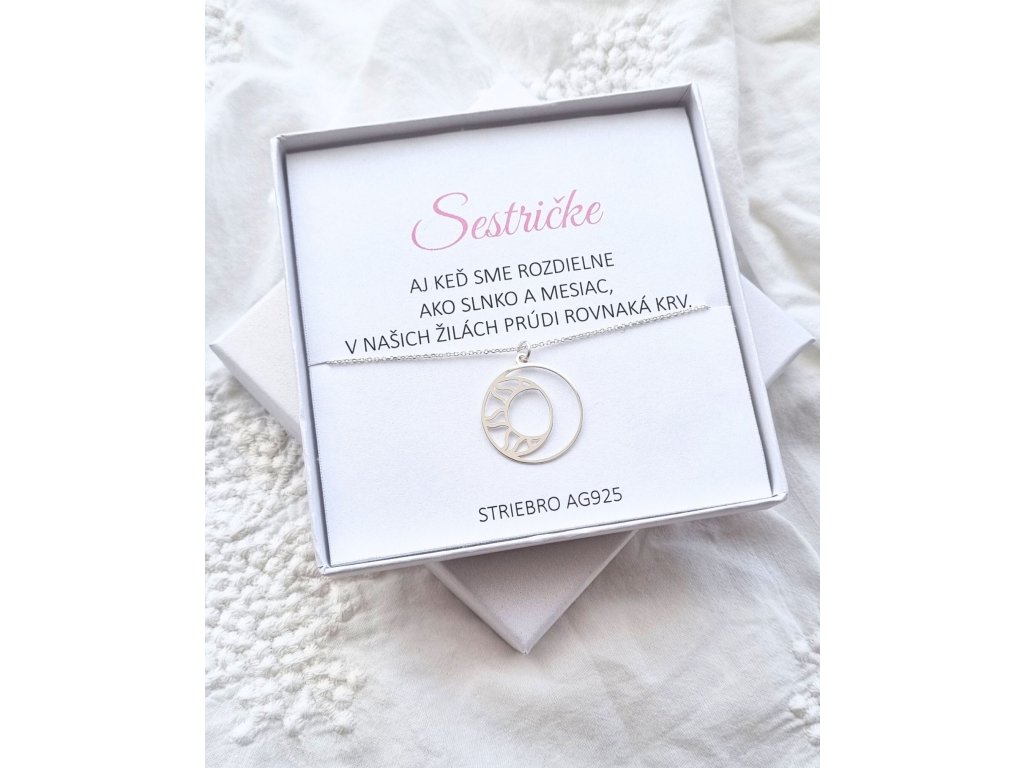 Sestričke
AJ KEĎ SME ROZDIELNE
AKO SLNKO A MESIAC,
V NAŠICH ŽILÁCH PRÚDI ROVNAKÁ KRV.
STRIEBRO AG925